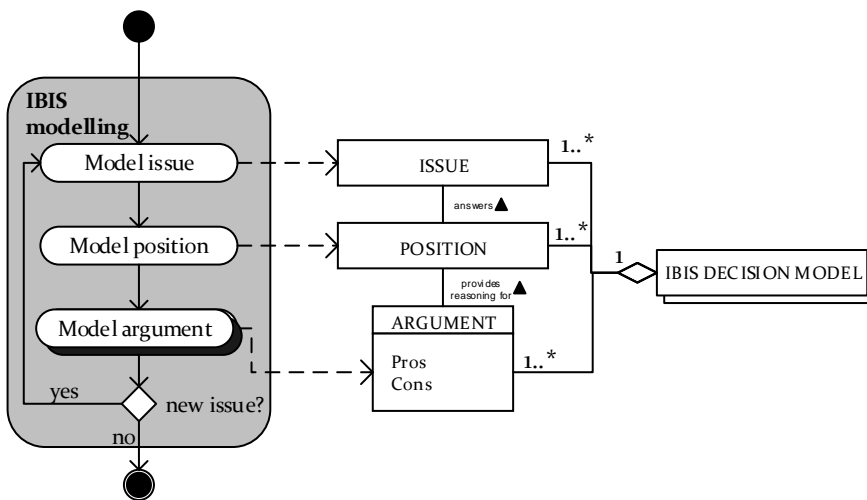 IBIS
modelling
Model issue
Model position
Model argument
yes
new issue?
no
ISSUE
1..*
answers ▲
POSITION
1..*
provides
reasoning for ▲
ARGUMENT
Pros
Cons
1..*
1
IBIS DECISION MODEL